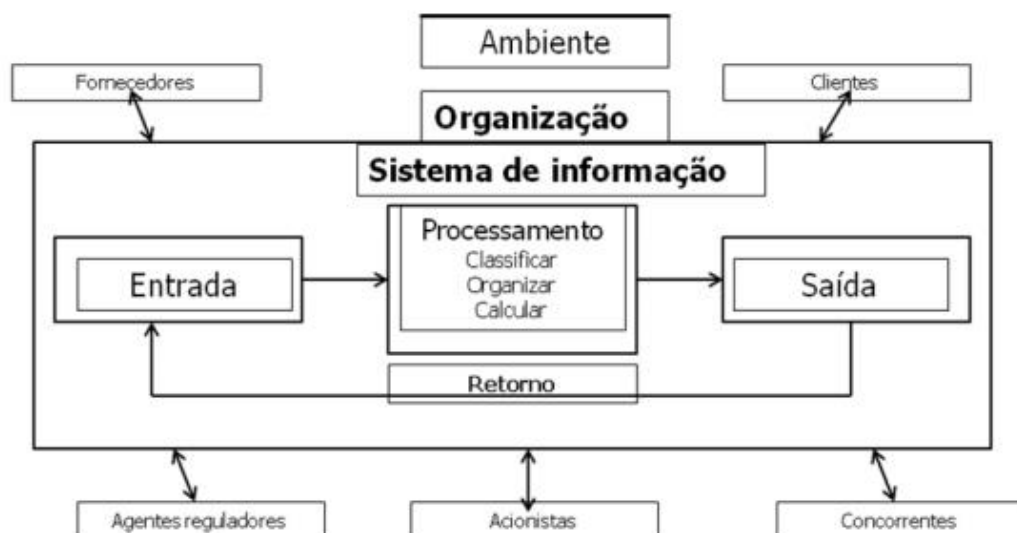 Ambiente
Fornecedores
Clientes
Organização
Sistema de informação
Processamento
Classificar
Organizar
Calcular
Entrada
Saída
Retorno
Agentes reguladores
Acionistas
Concorrentes